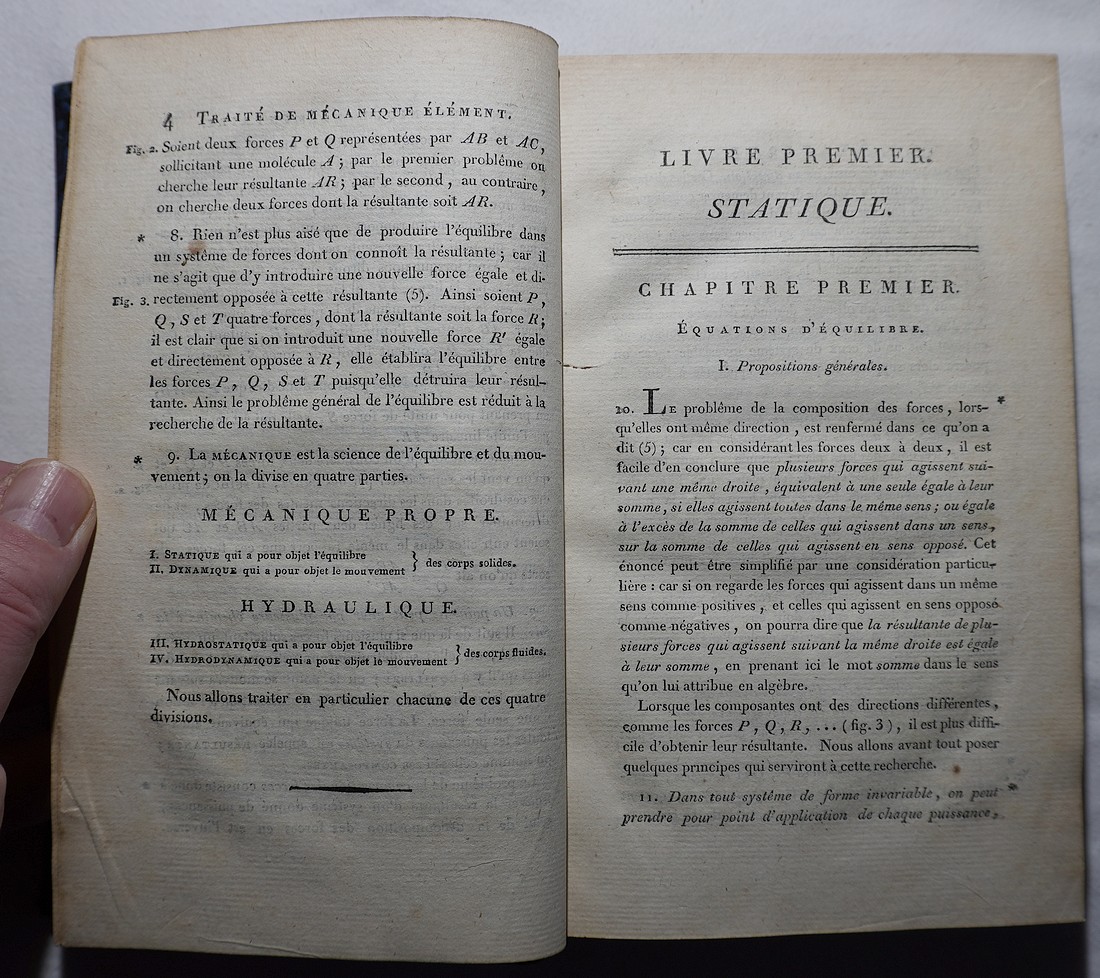 4 TRAITÉ DE MÉCANIQUE ÉLÉMENT.
Fig. 2. Soient deux forces P et Q représentées par AB et AC,
sollicitant une molécule A ; par le premier problême on
cherche leur résultante AR ; par le second , au contraire ,
on cherche deux forces dont la résultante soit AR.
* 8. Rien n'est plus aisé que de produire l'équilibre dans
un systême de forces dont on connoît la résultante ; car il
ne s'agit que d'y introduire une nouvelle force égale et di-
Fig. 3. rectement opposée à cette résultante (5). Ainsi soient P ,
Q , S et T quatre forces , dont la résultante soit la force R ;
il est clair que si on introduit une nouvelle force R' égale
et directement opposée à R , elle établira l'équilibre entre
les forces P , Q , S et T puisqu'elle détruira leur résul-
tante. Ainsi le problême général de l'équilibre est réduit à la
recherche de la résultante.
* 9. La MÉCANIQUE est la science de l'équilibre et du mou-
vement ; on la divise en quatre parties.
MÉCANIQUE PROPRE.
I. STATIQUE qui a pour objet l'équilibre
II. DYNAMIQUE qui a pour objet le mouvement } des corps solides.
HYDRAULIQUE.
III. HYDROSTATIQUE qui a pour objet l'équilibre
IV. HYDRODYNAMIQUE qui a pour objet le mouvement } des corps fluides.
Nous allons traiter en particulier chacune de ces quatre
divisions.
LIVRE PREMIER.
STATIQUE.
CHAPITRE PREMIER.
ÉQUATIONS D'ÉQUILIBRE.
I. Propositions générales.
10. LE problême de la composition des forces , lors- *
qu'elles ont même direction , est renfermé dans ce qu'on a
dit (5) ; car en considérant les forces deux à deux , il est
facile d'en conclure que plusieurs forces qui agissent sui-
vant une même droite , équivalent à une seule égale à leur
somme, si elles agissent toutes dans le même sens ; ou égale
à l'excès de la somme de celles qui agissent dans un sens,
sur la somme de celles qui agissent en sens opposé. Cet
énoncé peut être simplifié par une considération particu-
lière : car si on regarde les forces qui agissent dans un même
sens comme positives , et celles qui agissent en sens opposé
comme négatives , on pourra dire que la résultante de plu-
sieurs forces qui agissent suivant la même droite est égale
à leur somme , en prenant ici le mot somme dans le sens
qu'on lui attribue en algèbre.
Lorsque les composantes ont des directions différentes ,
comme les forces P , Q , R , ... ( fig. 3 ) , il est plus diffi-
cile d'obtenir leur résultante. Nous allons avant tout poser
quelques principes qui serviront à cette recherche.
11. Dans tout systême de forme invariable , on peut *
prendre pour point d'application de chaque puissance ,